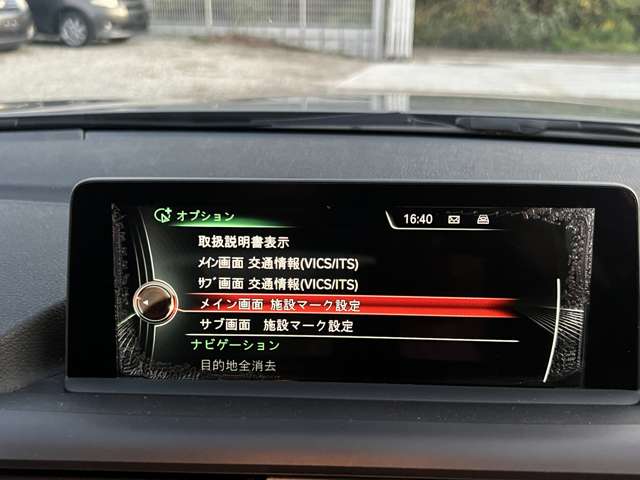 オプション
16:40
取扱説明書表示
ﾒｲﾝ画面 交通情報(VICS/ITS)
ｻﾌﾞ画面 交通情報(VICS/ITS)
メイン画面 施設マーク設定
サブ画面 施設マーク設定
ナビゲーション
目的地全消去